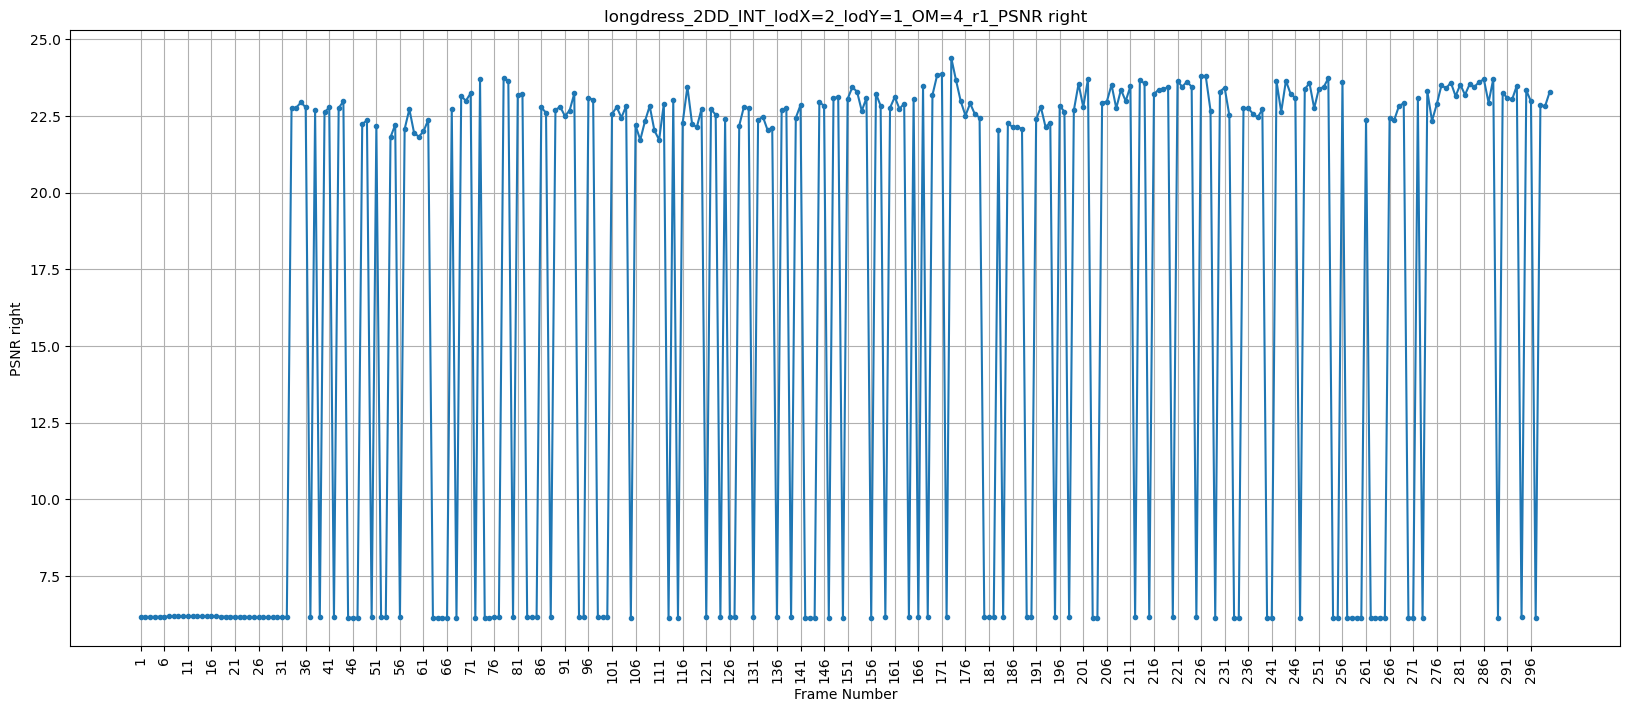 longdress_2DD_INT_lodX=2_lodY=1_OM=4_r1_PSNR right
25.0
22.5
20.0
17.5
15.0
12.5
10.0
7.5
PSNR right
1 6 11 16 21 26 31 36 41 46 51 56 61 66 71 76 81 86 91 96 101 106 111 116 121 126 131 136 141 146 151 156 161 166 171 176 181 186 191 196 201 206 211 216 221 226 231 236 241 246 251 256 261 266 271 276 281 286 291 296
Frame Number